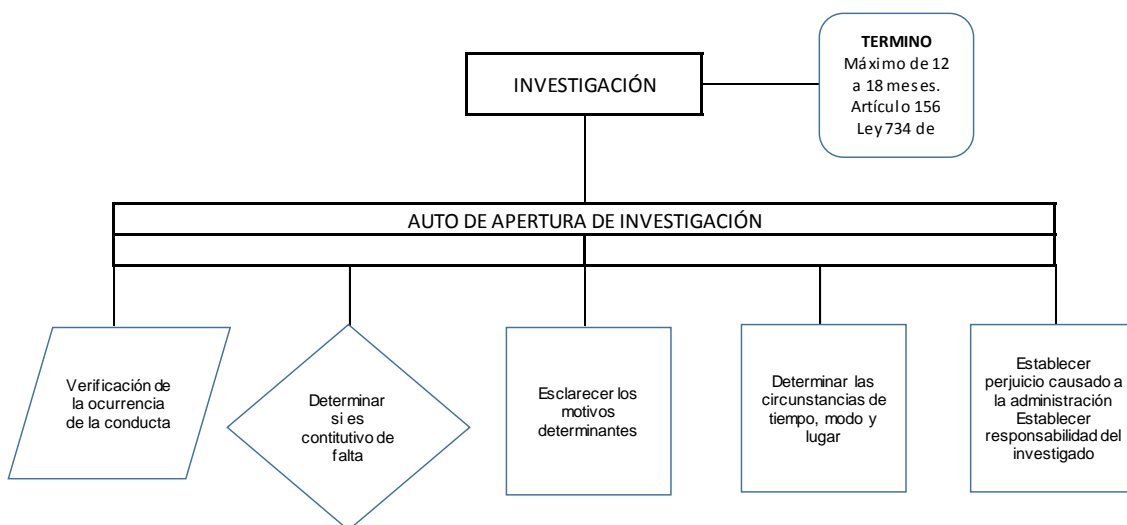 TERMINO
Máximo de 12
a 18 meses.
Artículo 156
Ley 734 de
INVESTIGACIÓN
AUTO DE APERTURA DE INVESTIGACIÓN
Verificación de
la ocurrencia
de la conducta
Determinar
si es
contitutivo de
falta
Esclarecer los
motivos
determinantes
Determinar las
circunstancias de
tiempo, modo y
lugar
Establecer
perjuicio causado a
la administración
Establecer
responsabilidad del
investigado